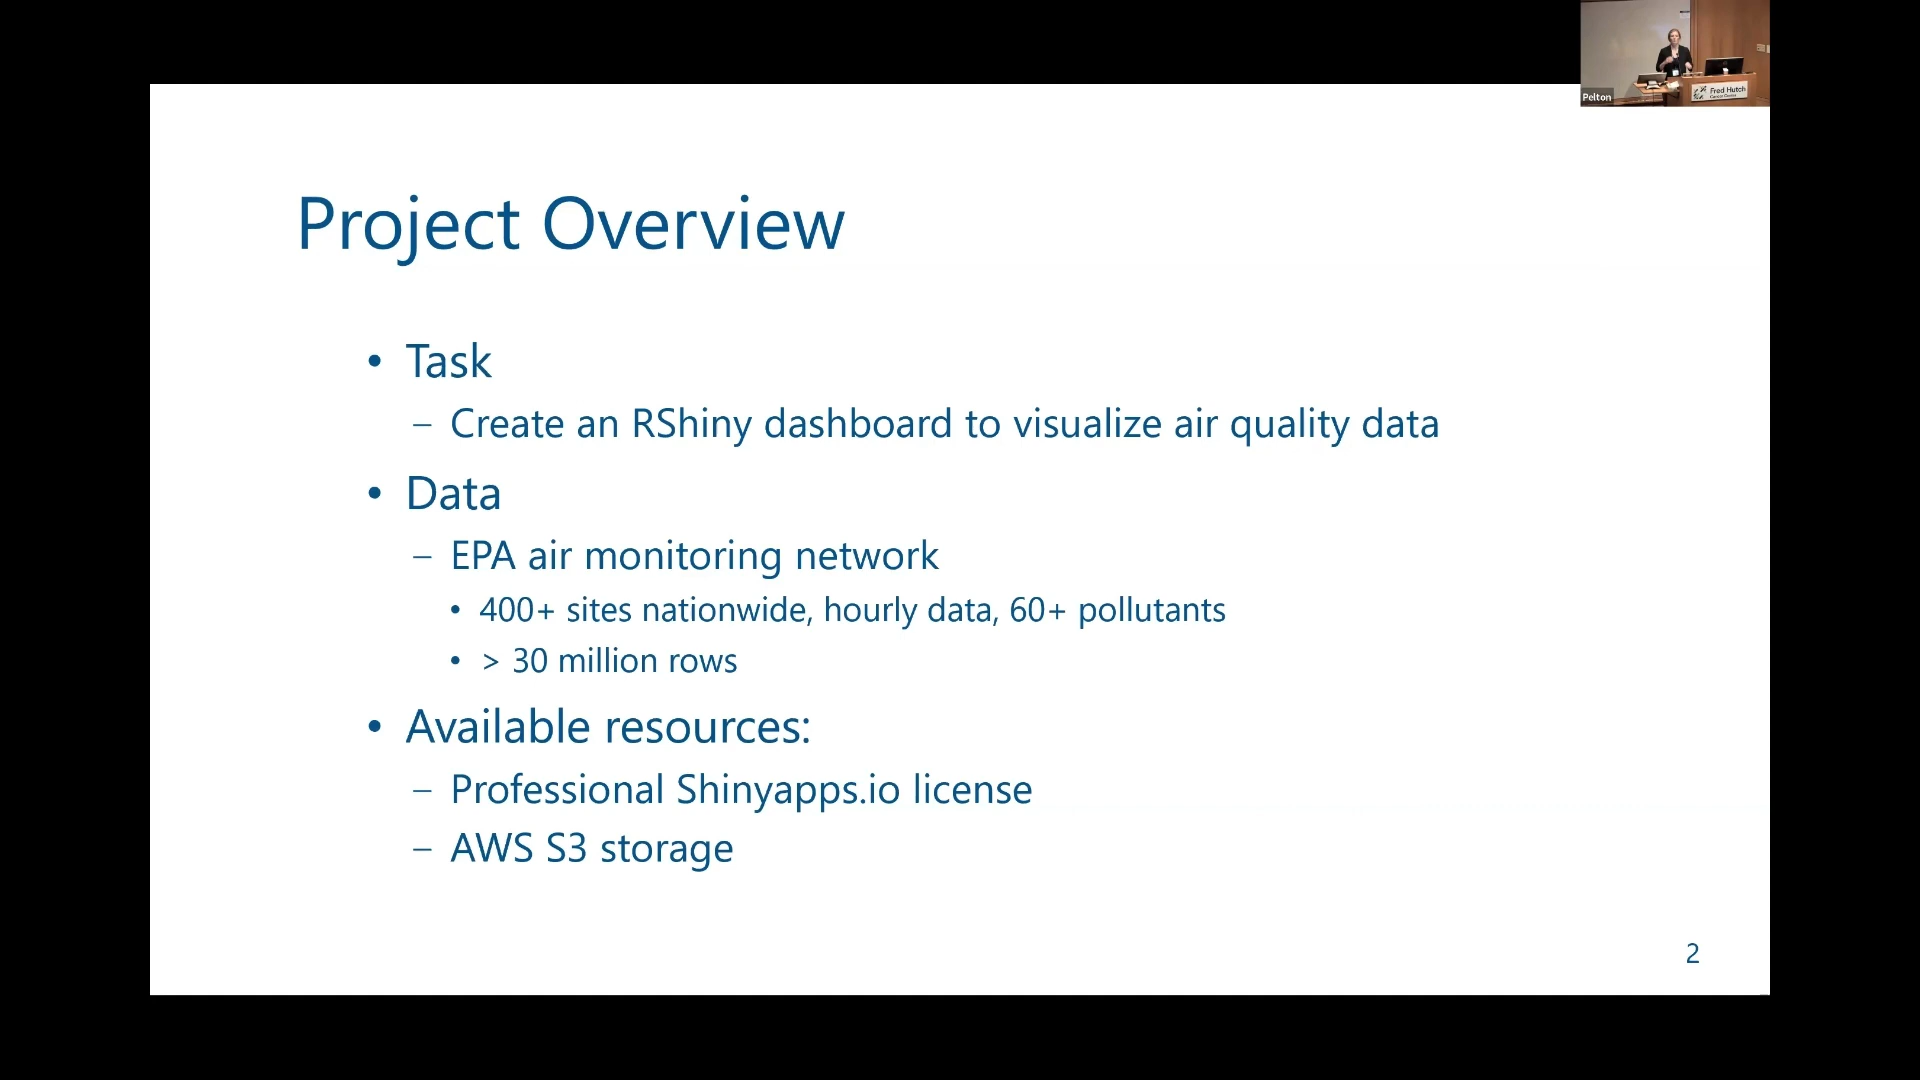 Pelton
Fred Hutch
Cancer Center
Project Overview
• Task
– Create an RShiny dashboard to visualize air quality data
• Data
– EPA air monitoring network
• 400+ sites nationwide, hourly data, 60+ pollutants
• > 30 million rows
• Available resources:
– Professional Shinyapps.io license
– AWS S3 storage
2